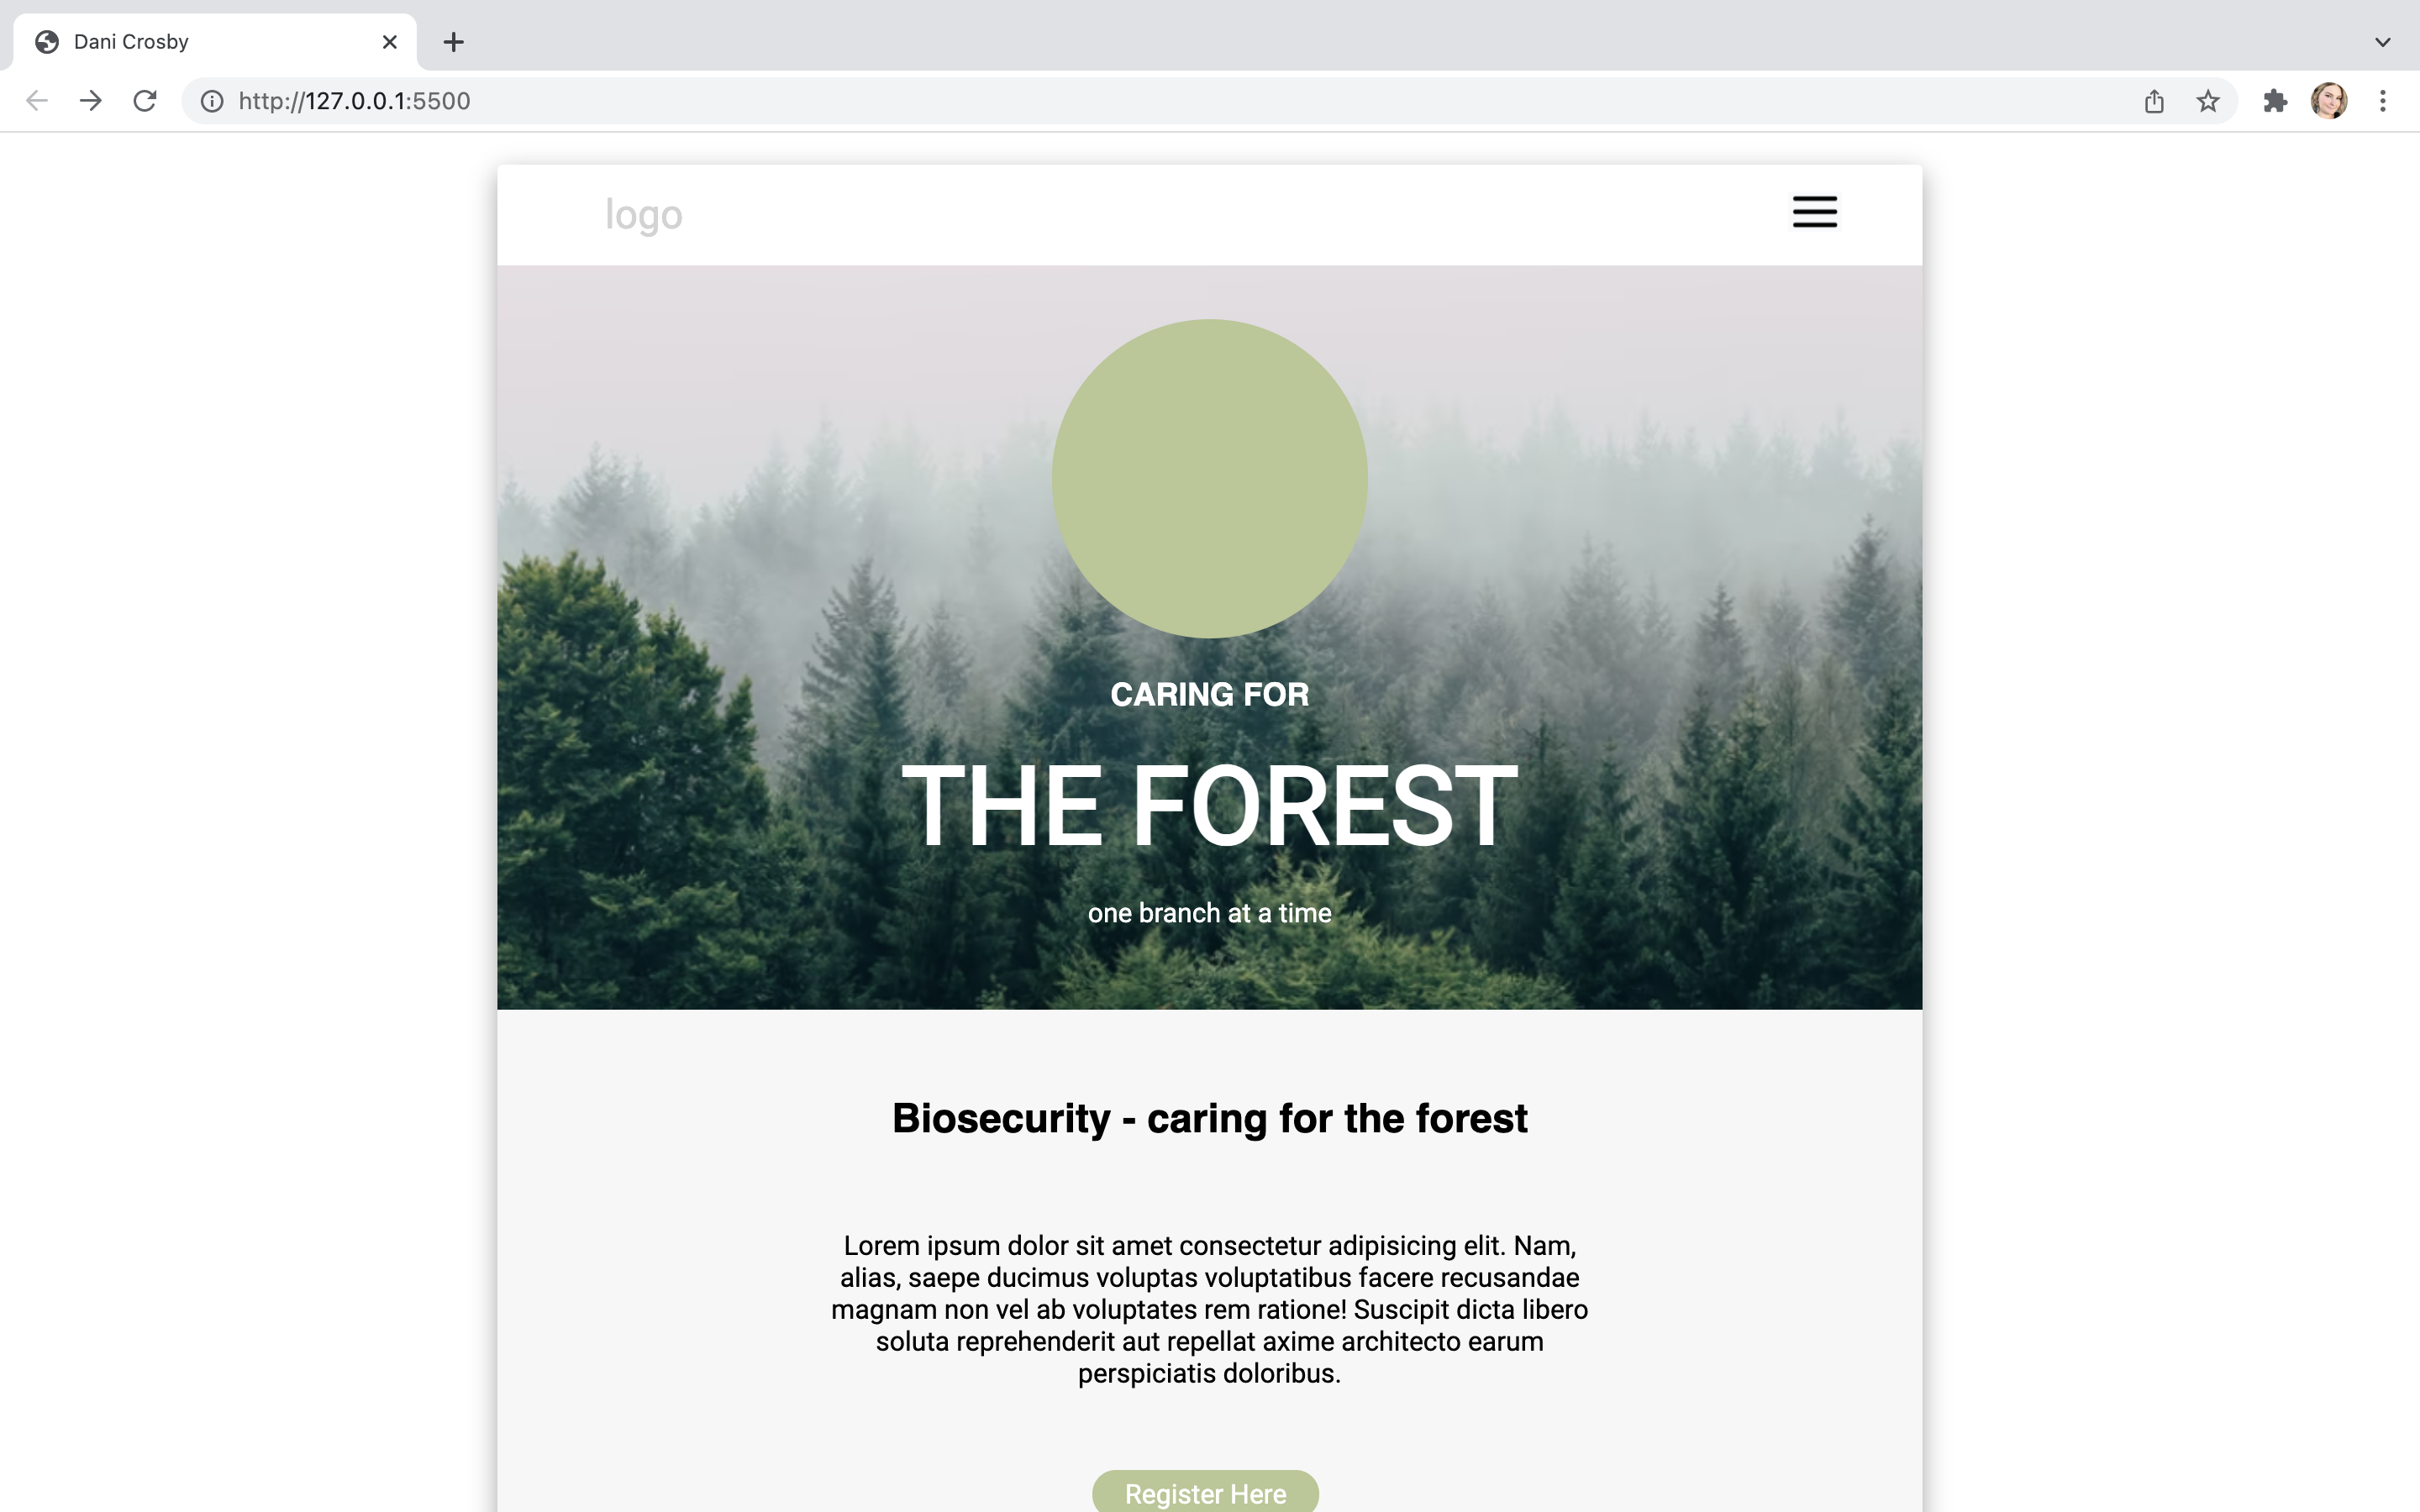 Dani Crosby
http://127.0.0.1:5500
logo
CARING FOR
THE FOREST
one branch at a time
Biosecurity - caring for the forest
Lorem ipsum dolor sit amet consectetur adipisicing elit. Nam,
alias, saepe ducimus voluptas voluptatibus facere recusandae
magnam non vel ab voluptates rem ratione! Suscipit dicta libero
soluta reprehenderit aut repellat axime architecto earum
perspiciatis doloribus.
Register Here